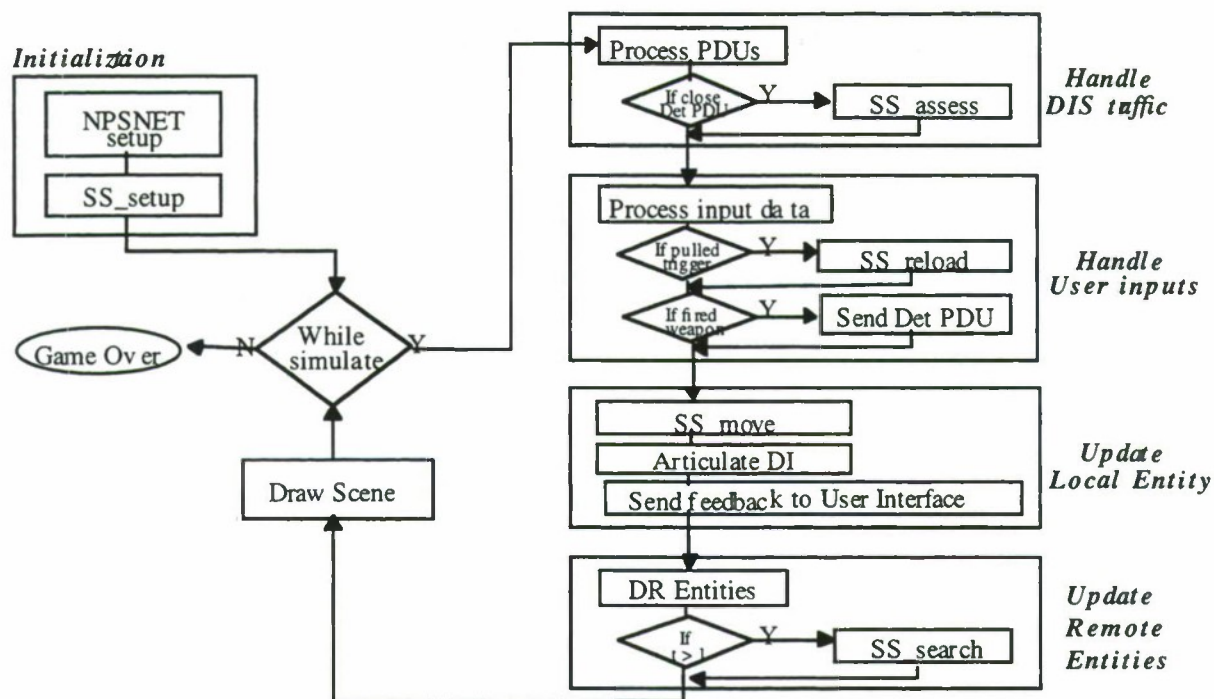 Initialization
NPSNET
setup
SS_setup
While
simulate
N
Y
Game Over
Draw Scene
Process PDUs
If close
Det PDU
Y
SS_assess
Handle
DIS traffic
Process input data
If pulled
trigger
Y
SS_reload
If fired
weapon
Y
Send Det PDU
Handle
User inputs
SS_move
Articulate DI
Send feedback to User Interface
Update
Local Entity
DR Entities
If
t > 1
Y
SS_search
Update
Remote
Entities